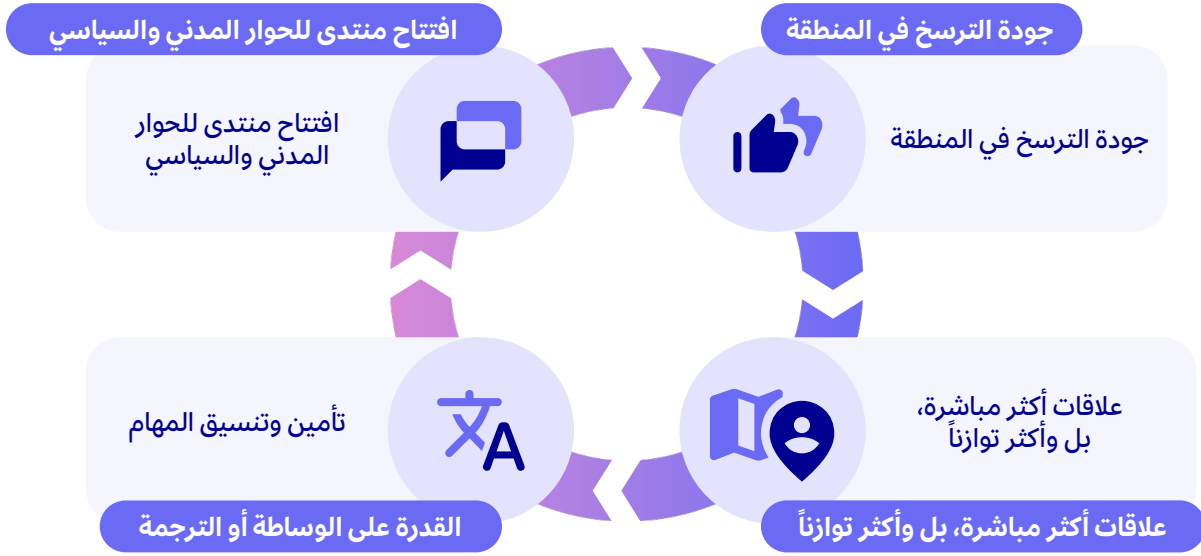 جودة الترسخ في المنطقة
جودة الترسخ في المنطقة
افتتاح منتدى للحوار المدني والسياسي
افتتاح منتدى للحوار
المدني والسياسي
علاقات أكثر مباشرة،
بل وأكثر توازناً
علاقات أكثر مباشرة، بل وأكثر توازناً
تأمين وتنسيق المهام
القدرة على الوساطة أو الترجمة